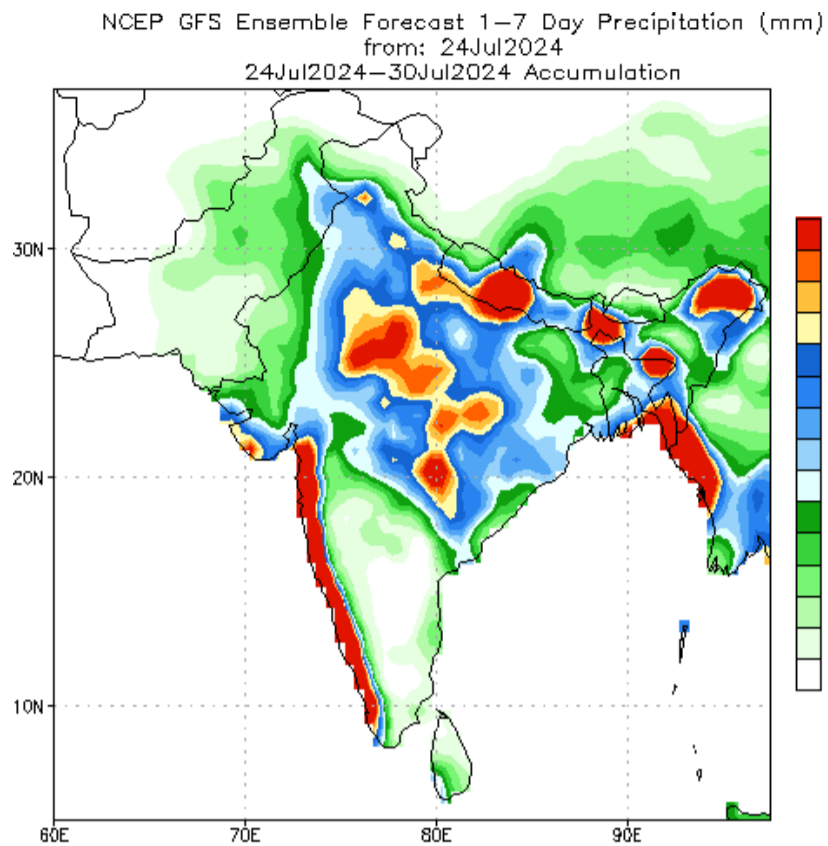 NCEP GFS Ensemble Forecast 1-7 Day Precipitation (mm)
from: 24Jul2024
24Jul2024-30Jul2024 Accumulation
30N
20N
10N
60E
70E
80E
90E